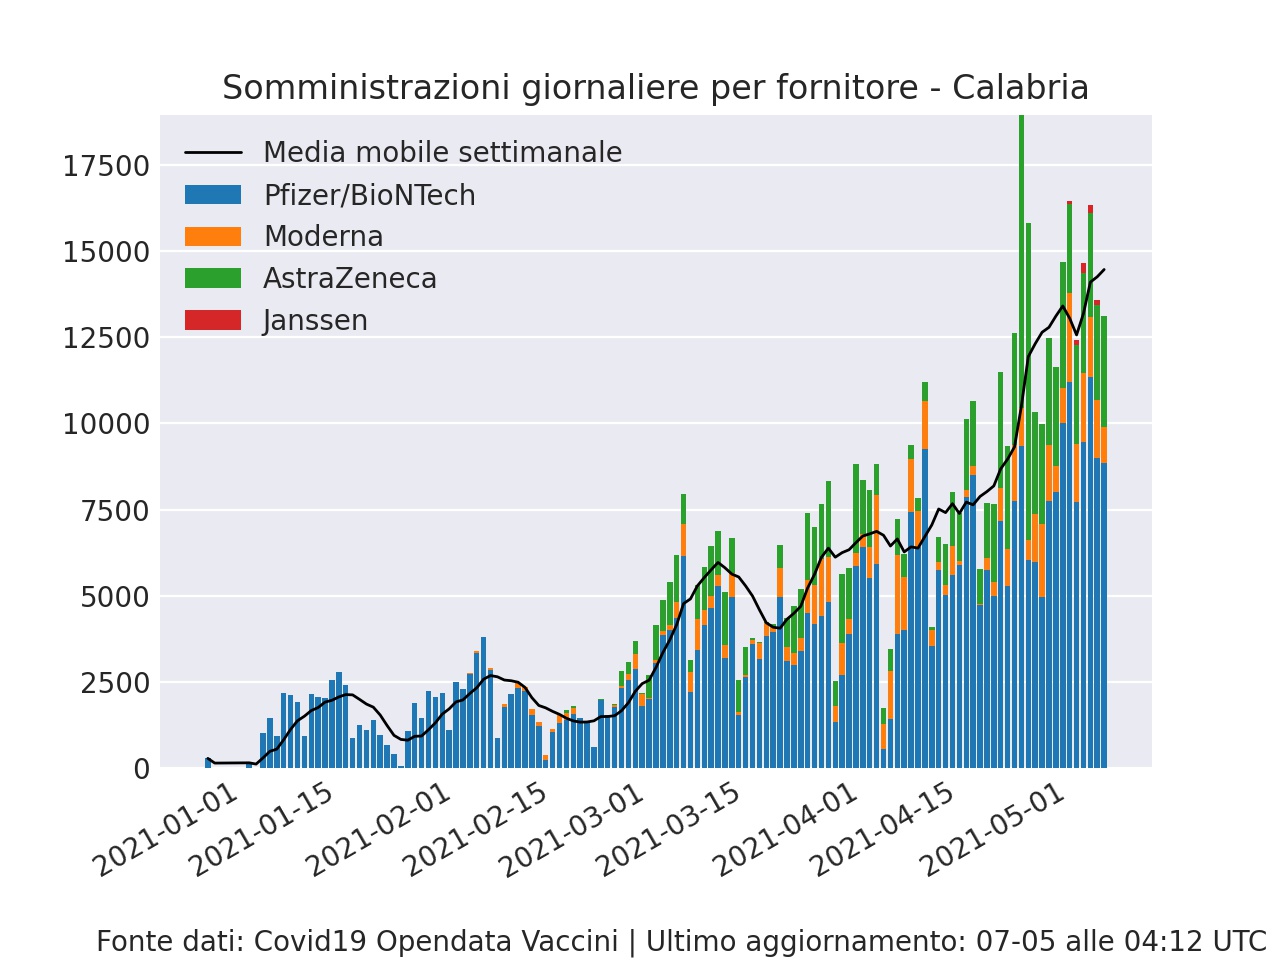 Somministrazioni giornaliere per fornitore - Calabria
Media mobile settimanale
Pfizer/BioNTech
Moderna
AstraZeneca
Janssen
17500
15000
12500
10000
7500
5000
2500
0
2021-01-01
2021-01-15
2021-02-01
2021-02-15
2021-03-01
2021-03-15
2021-04-01
2021-04-15
2021-05-01
Fonte dati: Covid19 Opendata Vaccini | Ultimo aggiornamento: 07-05 alle 04:12 UTC